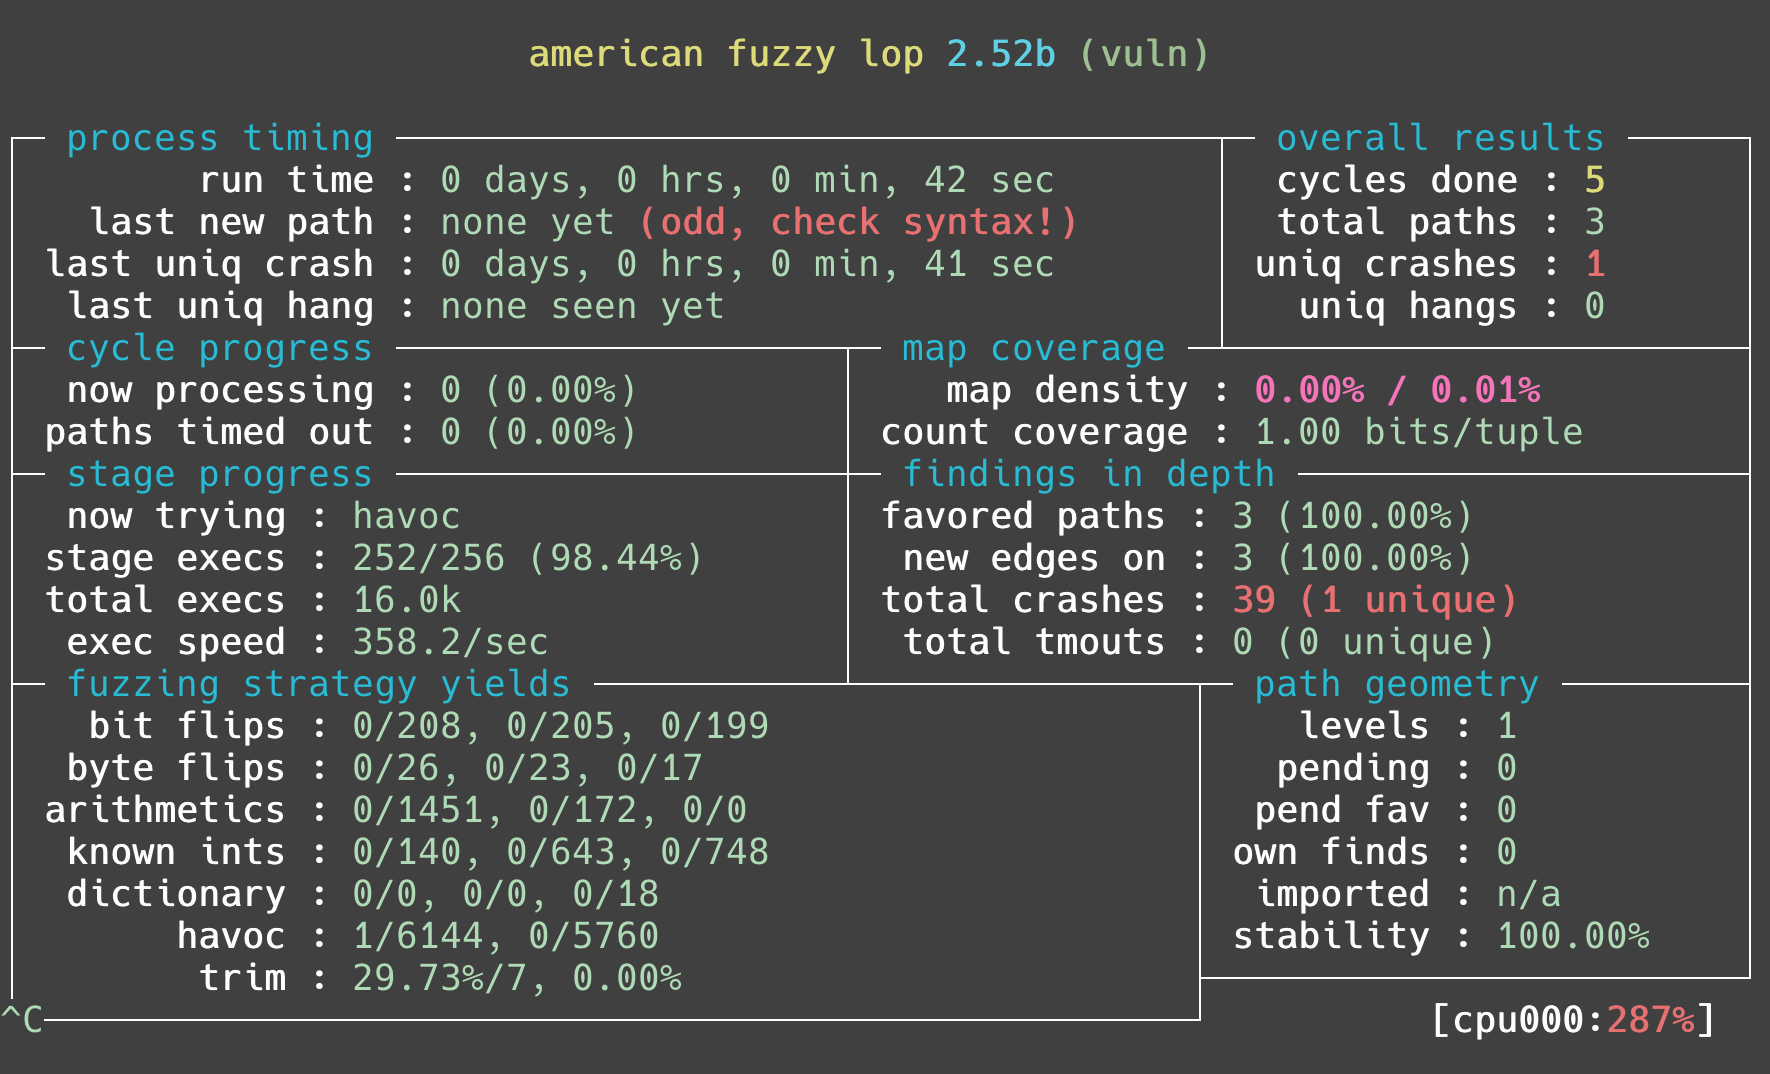 american fuzzy lop 2.52b (vuln)
process timing overall results
run time : 0 days, 0 hrs, 0 min, 42 sec cycles done : 5
last new path : none yet (odd, check syntax!) total paths : 3
last uniq crash : 0 days, 0 hrs, 0 min, 41 sec uniq crashes : 1
last uniq hang : none seen yet uniq hangs : 0
cycle progress map coverage
now processing : 0 (0.00%) map density : 0.00% / 0.01%
paths timed out : 0 (0.00%) count coverage : 1.00 bits/tuple
stage progress findings in depth
now trying : havoc favored paths : 3 (100.00%)
stage execs : 252/256 (98.44%) new edges on : 3 (100.00%)
total execs : 16.0k total crashes : 39 (1 unique)
exec speed : 358.2/sec total tmouts : 0 (0 unique)
fuzzing strategy yields path geometry
bit flips : 0/208, 0/205, 0/199 levels : 1
byte flips : 0/26, 0/23, 0/17 pending : 0
arithmetics : 0/1451, 0/172, 0/0 pend fav : 0
known ints : 0/140, 0/643, 0/748 own finds : 0
dictionary : 0/0, 0/0, 0/18 imported : n/a
havoc : 1/6144, 0/5760 stability : 100.00%
trim : 29.73%/7, 0.00%
^C [cpu000:287%]